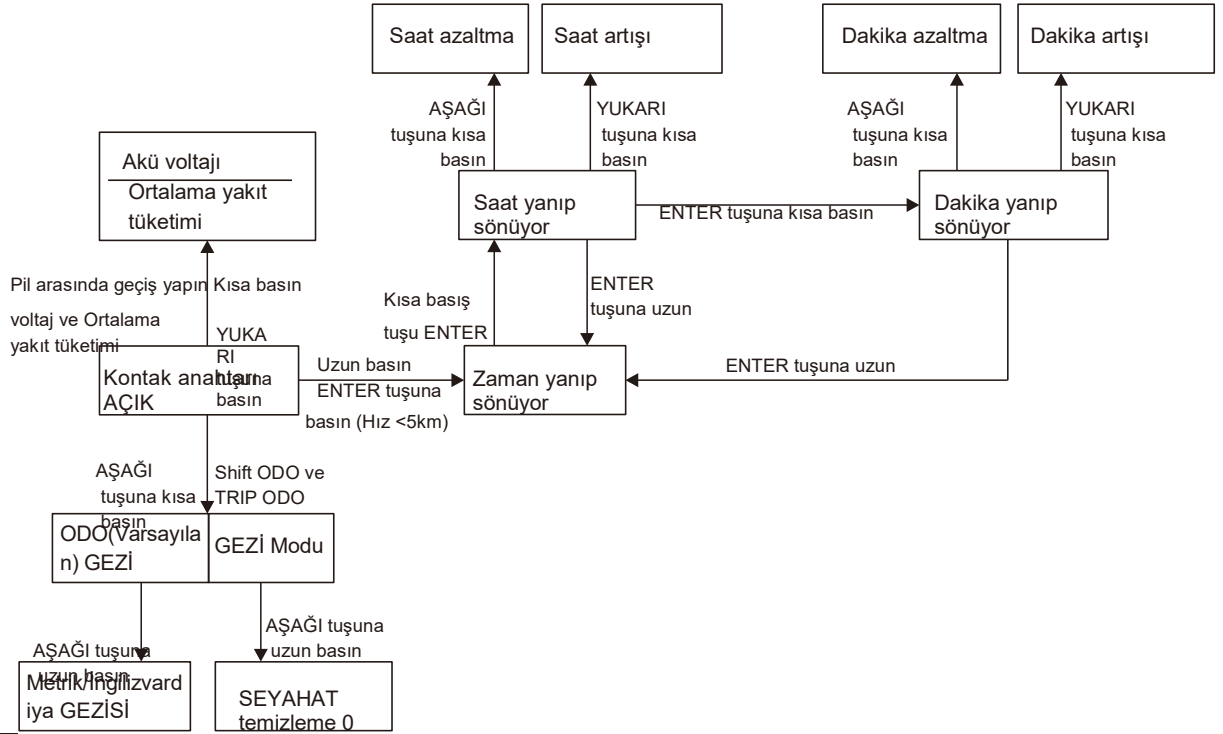 Saat azaltma
Saat artışı
Dakika azaltma
Dakika artışı
AŞAĞI
tuşuna kısa
basın
YUKARI
tuşuna kısa
basın
AŞAĞI
tuşuna kısa
basın
YUKARI
tuşuna kısa
basın
Akü voltajı
Ortalama yakıt
tüketimi
Saat yanıp
sönüyor
ENTER tuşuna kısa basın
Dakika yanıp
sönüyor
Pil arasında geçiş yapın Kısa basın
voltaj ve Ortalama
yakıt tüketimi
YUKA
RI
tuşuna
basın
Kısa basış
tuşu ENTER
ENTER
tuşuna uzun
Kontak anahtarı
AÇIK
Uzun basın
ENTER tuşuna
basın (Hız <5km)
Zaman yanıp
sönüyor
ENTER tuşuna uzun
AŞAĞI
tuşuna kısa
basın
Shift ODO ve
TRIP ODO
ODO(Varsayıla
n) GEZİ
GEZİ Modu
AŞAĞI tuşuna
uzun basın
AŞAĞI tuşuna
uzun basın
Metrik/İngilizvard
iya GEZİSİ
SEYAHAT
temizleme 0